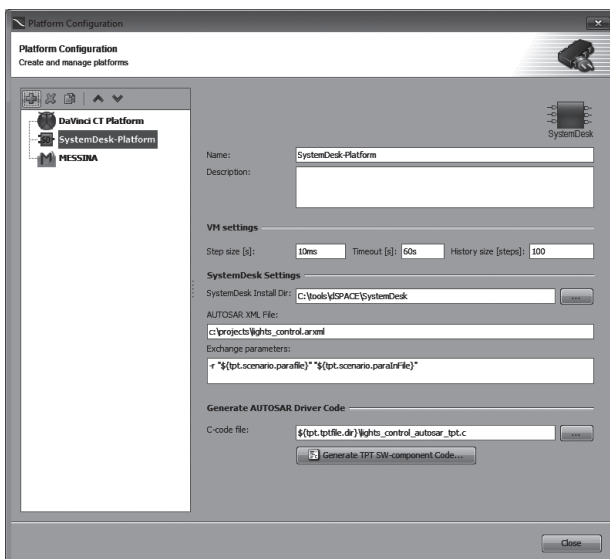 Platform Configuration
Platform Configuration
Create and manage platforms
DaVinci CT Platform
SystemDesk-Platform
MESSINA
SystemDesk
Name: SystemDesk-Platform
Description:
VM settings
Step size [s]: 10ms Timeout [s]: 60s History size [steps]: 100
SystemDesk Settings
SystemDesk Install Dir: C:\tools\dSPACE\SystemDesk ...
AUTOSAR XML File:
c:\projects\lights_control.arxml
Exchange parameters:
-r "${tpt.scenario.parafile}" "${tpt.scenario.paraInFile}"
Generate AUTOSAR Driver Code
C-code file: ${tpt.tptfile.dir}\lights_control_autosar_tpt.c ...
Generate TPT SW-component Code...
Close